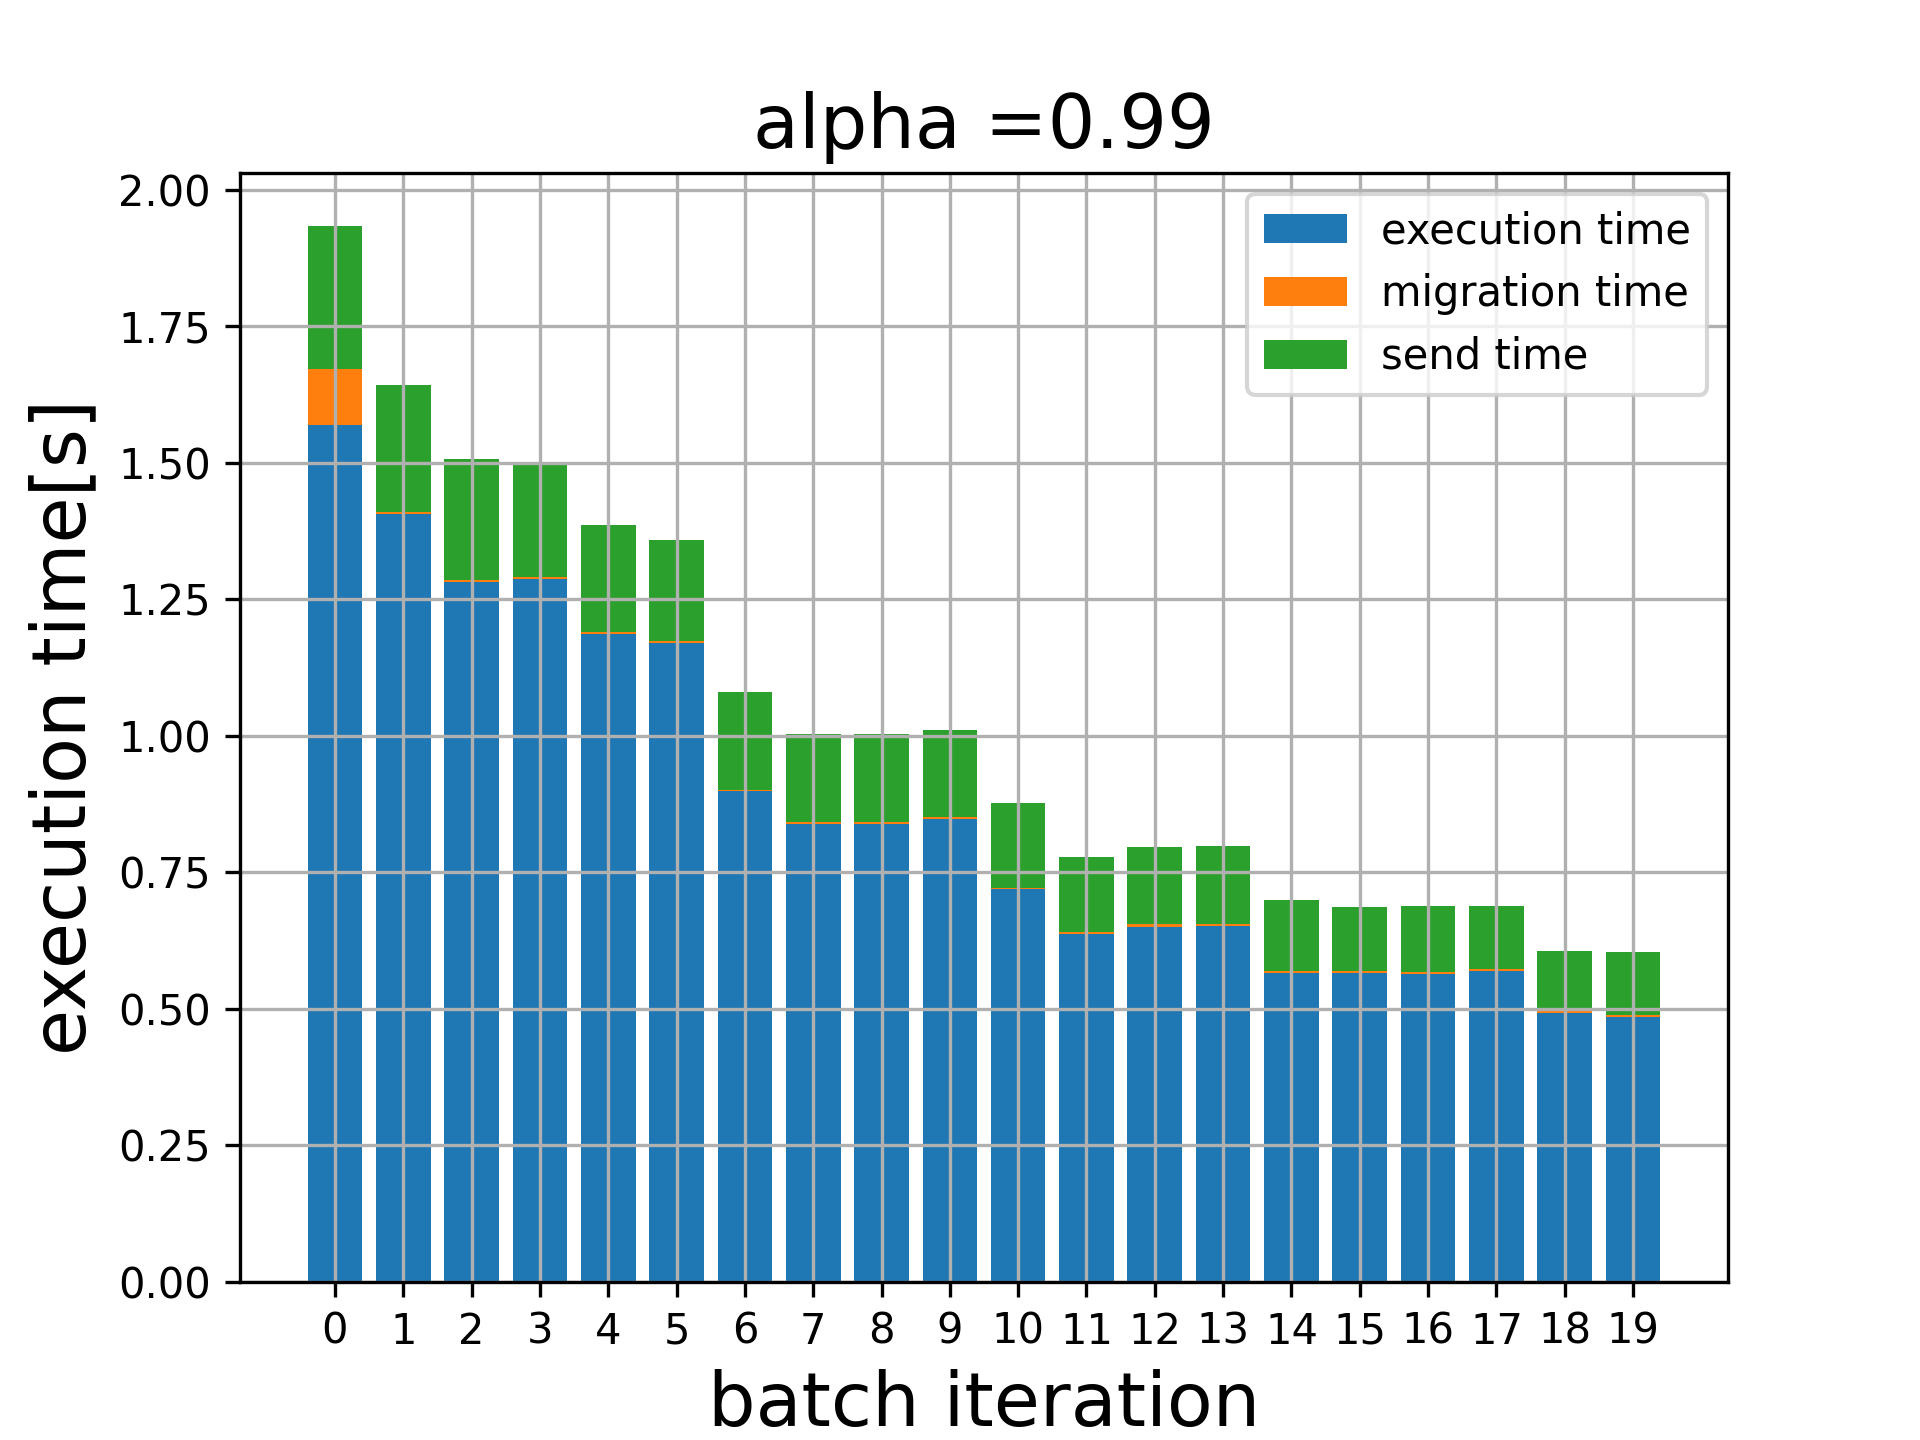 alpha =0.99
execution time
migration time
send time
execution time[s]
2.00
1.75
1.50
1.25
1.00
0.75
0.50
0.25
0.00
0 1 2 3 4 5 6 7 8 9 10 11 12 13 14 15 16 17 18 19
batch iteration